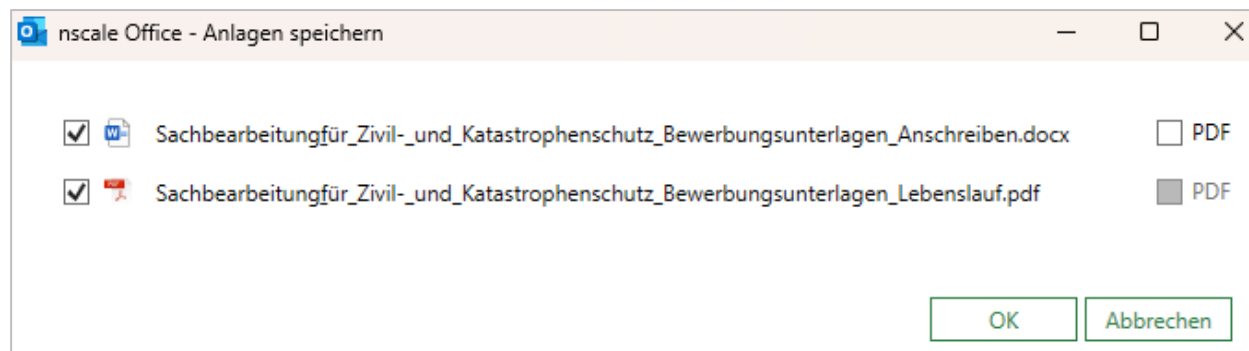 nscale Office - Anlagen speichern
Sachbearbeitungfür_Zivil-_und_Katastrophenschutz_Bewerbungsunterlagen_Anschreiben.docx PDF
Sachbearbeitungfür_Zivil-_und_Katastrophenschutz_Bewerbungsunterlagen_Lebenslauf.pdf PDF
OK Abbrechen